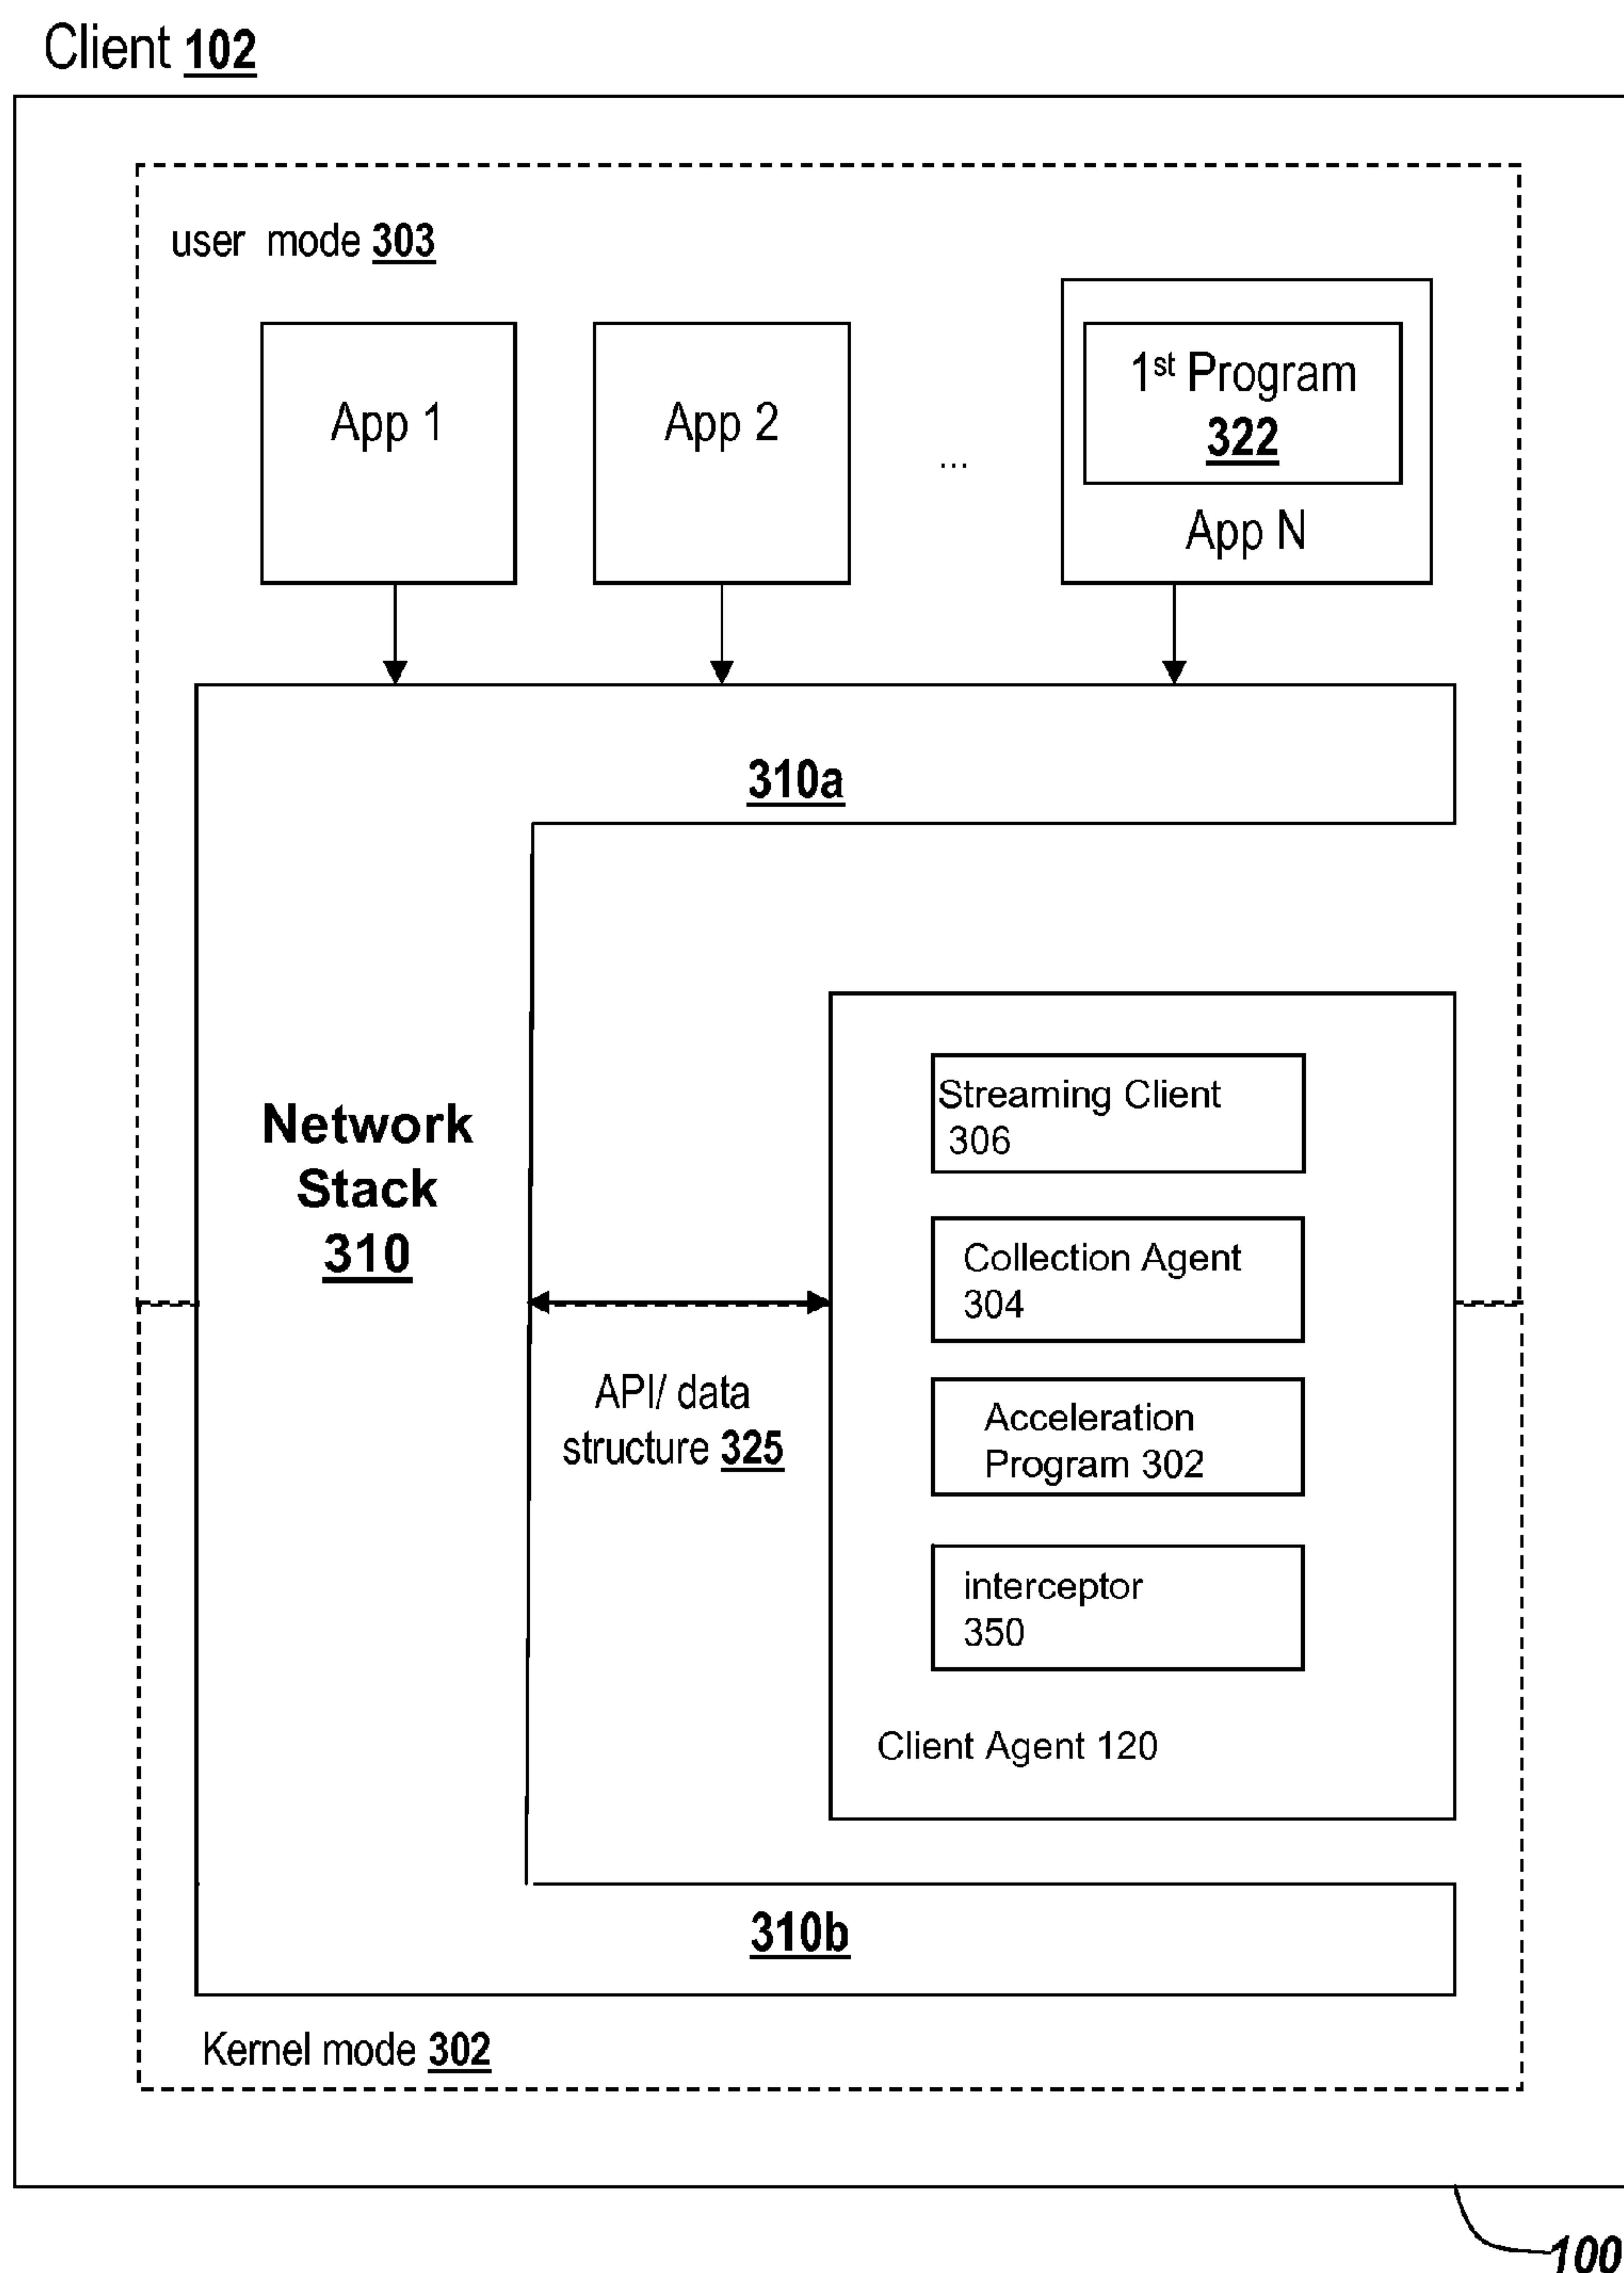 Client 102
user mode 303
App 1
App 2
...
1st Program
322
App N
310a
Network
Stack
310
Streaming Client
306
Collection Agent
304
API/ data
structure 325
Acceleration
Program 302
interceptor
350
Client Agent 120
310b
Kernel mode 302
100